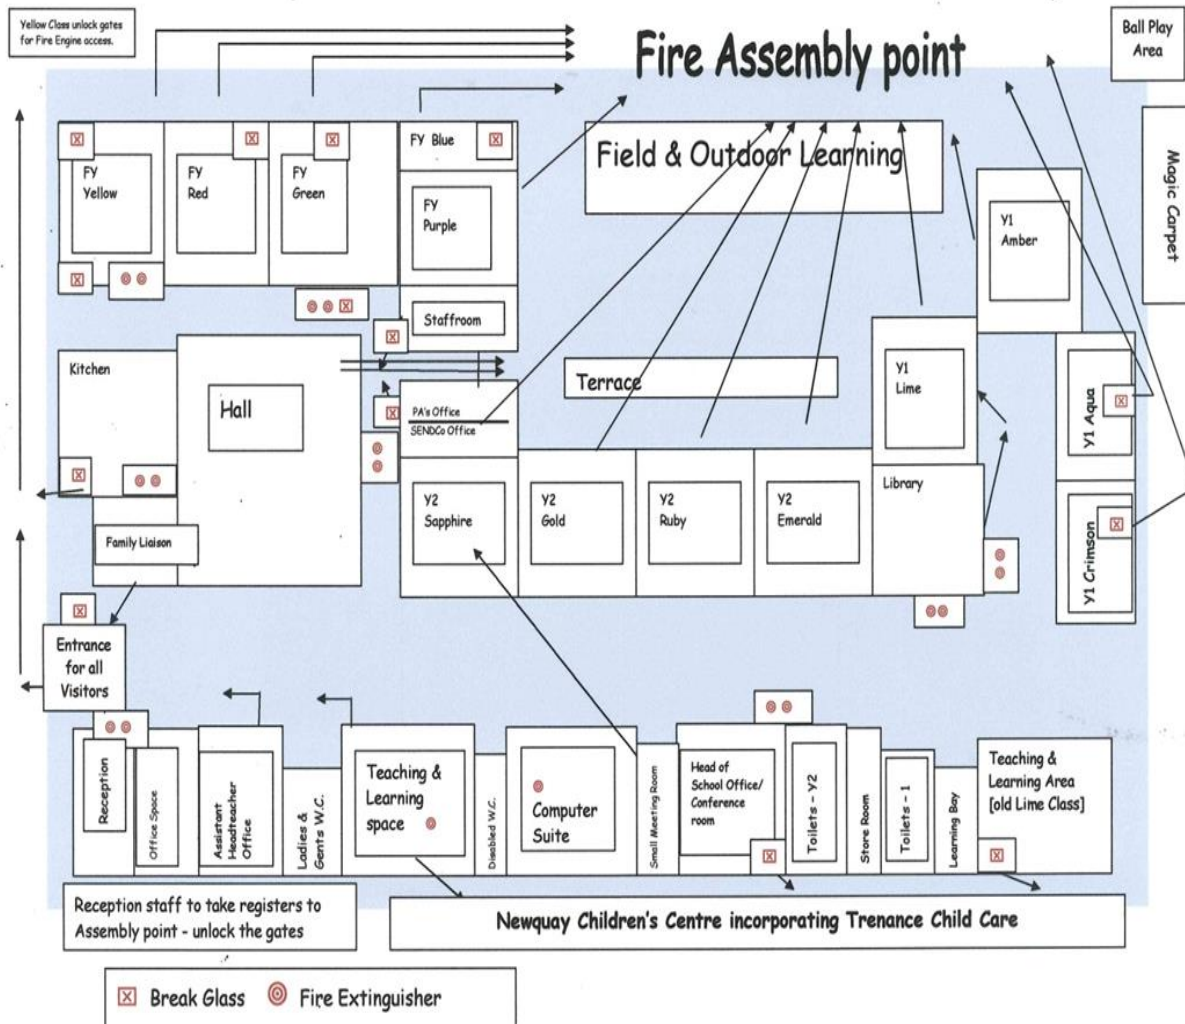 Yellow Class unlock gates
for Fire Engine access.
Fire Assembly point
Ball Play
Area
Magic Carpet
FY
Yellow
FY
Red
FY
Green
FY Blue
FY
Purple
Staffroom
Field & Outdoor Learning
Y1
Amber
Kitchen
Hall
PA's Office
SENDCo Office
Terrace
Y1
Lime
Y1 Aqua
Y1 Crimson
Family Liaison
Y2
Sapphire
Y2
Gold
Y2
Ruby
Y2
Emerald
Library
Entrance
for all
Visitors
Reception
Office Space
Assistant
Headteacher
Office
Ladies &
Gents W.C.
Teaching &
Learning
space
Disabled W.C.
Computer
Suite
Small Meeting Room
Head of
School Office/
Conference
room
Toilets - Y2
Store Room
Toilets - 1
Learning Bay
Teaching &
Learning Area
[old Lime Class]
Reception staff to take registers to
Assembly point - unlock the gates
Newquay Children's Centre incorporating Trenance Child Care
Break Glass
Fire Extinguisher